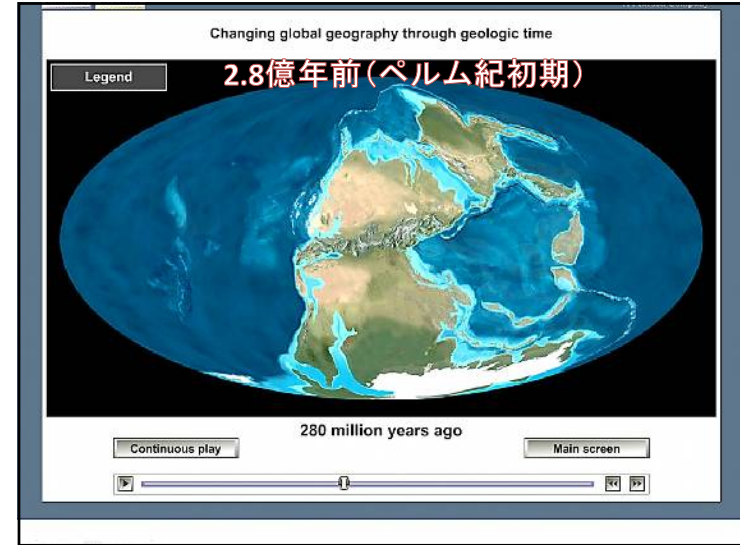 Changing global geography through geologic time
Legend
2.8億年前(ペルム紀初期)
280 million years ago
Continuous play
Main screen